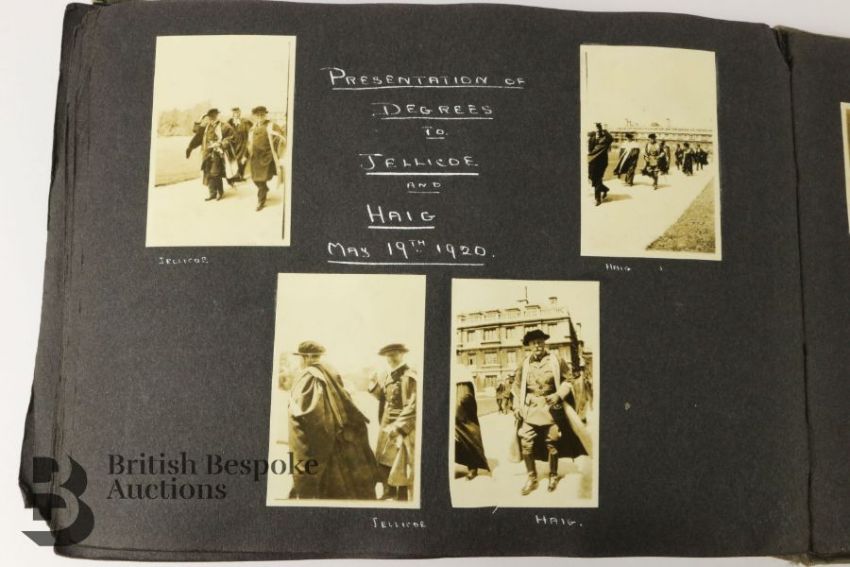 PRESENTATION OF
DEGREES
TO
JELLICOE
AND
HAIG
MAY 19TH 1920.
JELLICOE
HAIG
JELLICOE
HAIG.
British Bespoke
Auctions